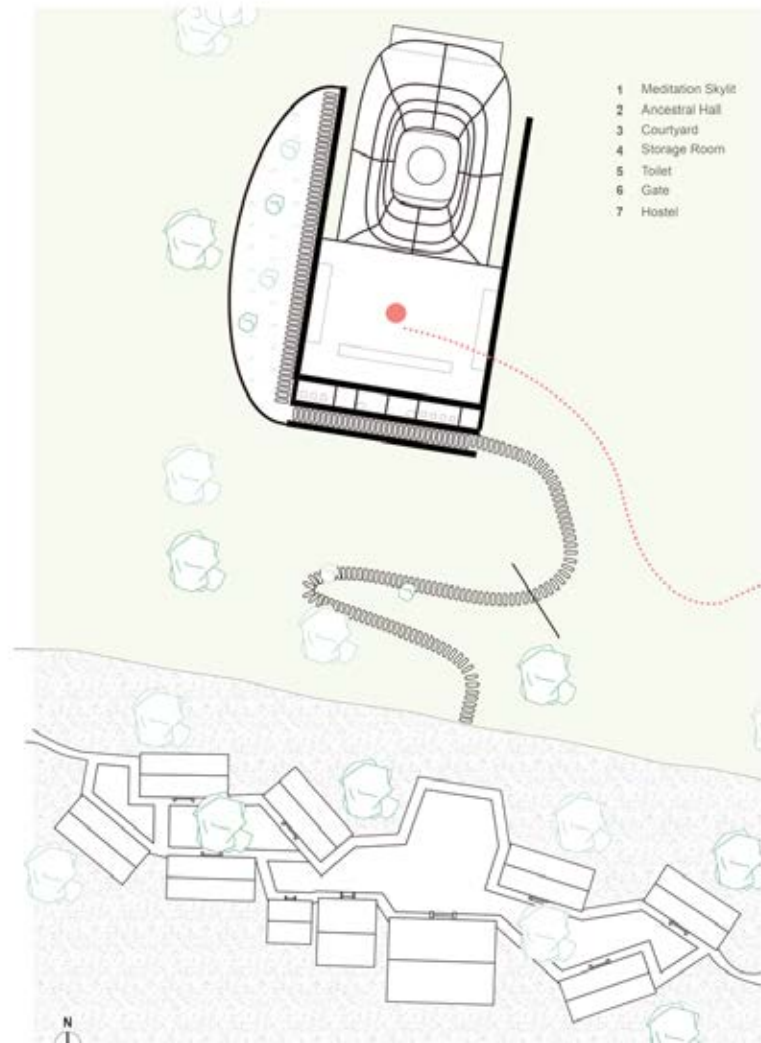 1 Meditation Skylit
2 Ancestral Hall
3 Courtyard
4 Storage Room
5 Toilet
6 Gate
7 Hostel
N